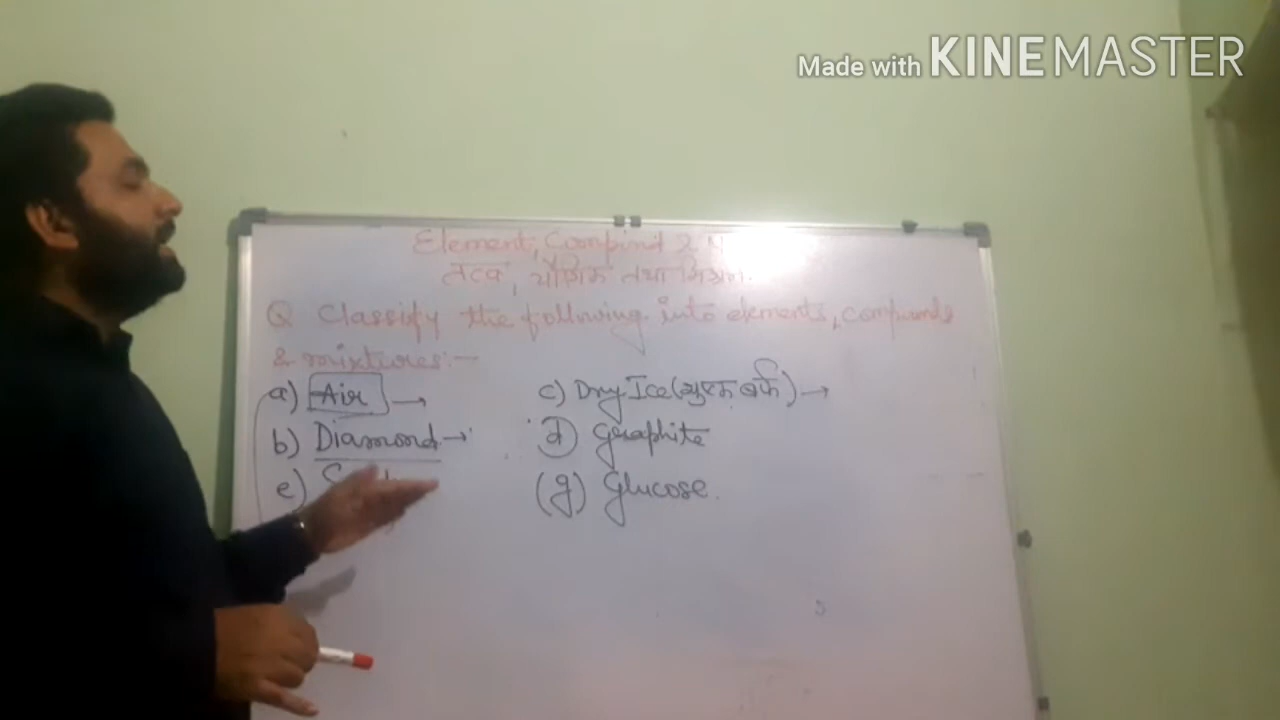 Made with KINEMASTER
Element, Compind &
तत्व, यौगिक तथा मिश्रण.
Q Classify the following into elements, compounds
& mixtures:-
a) Air → c) Dry Ice (शुष्क बर्फ) →
b) Diamond → d) Graphite
e) (g) Glucose.